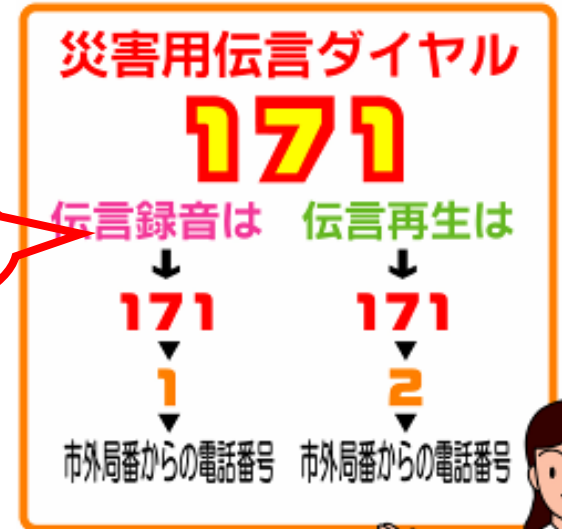 災害用伝言ダイヤル
171
伝言録音は 伝言再生は
171 171
1 2
市外局番からの電話番号 市外局番からの電話番号